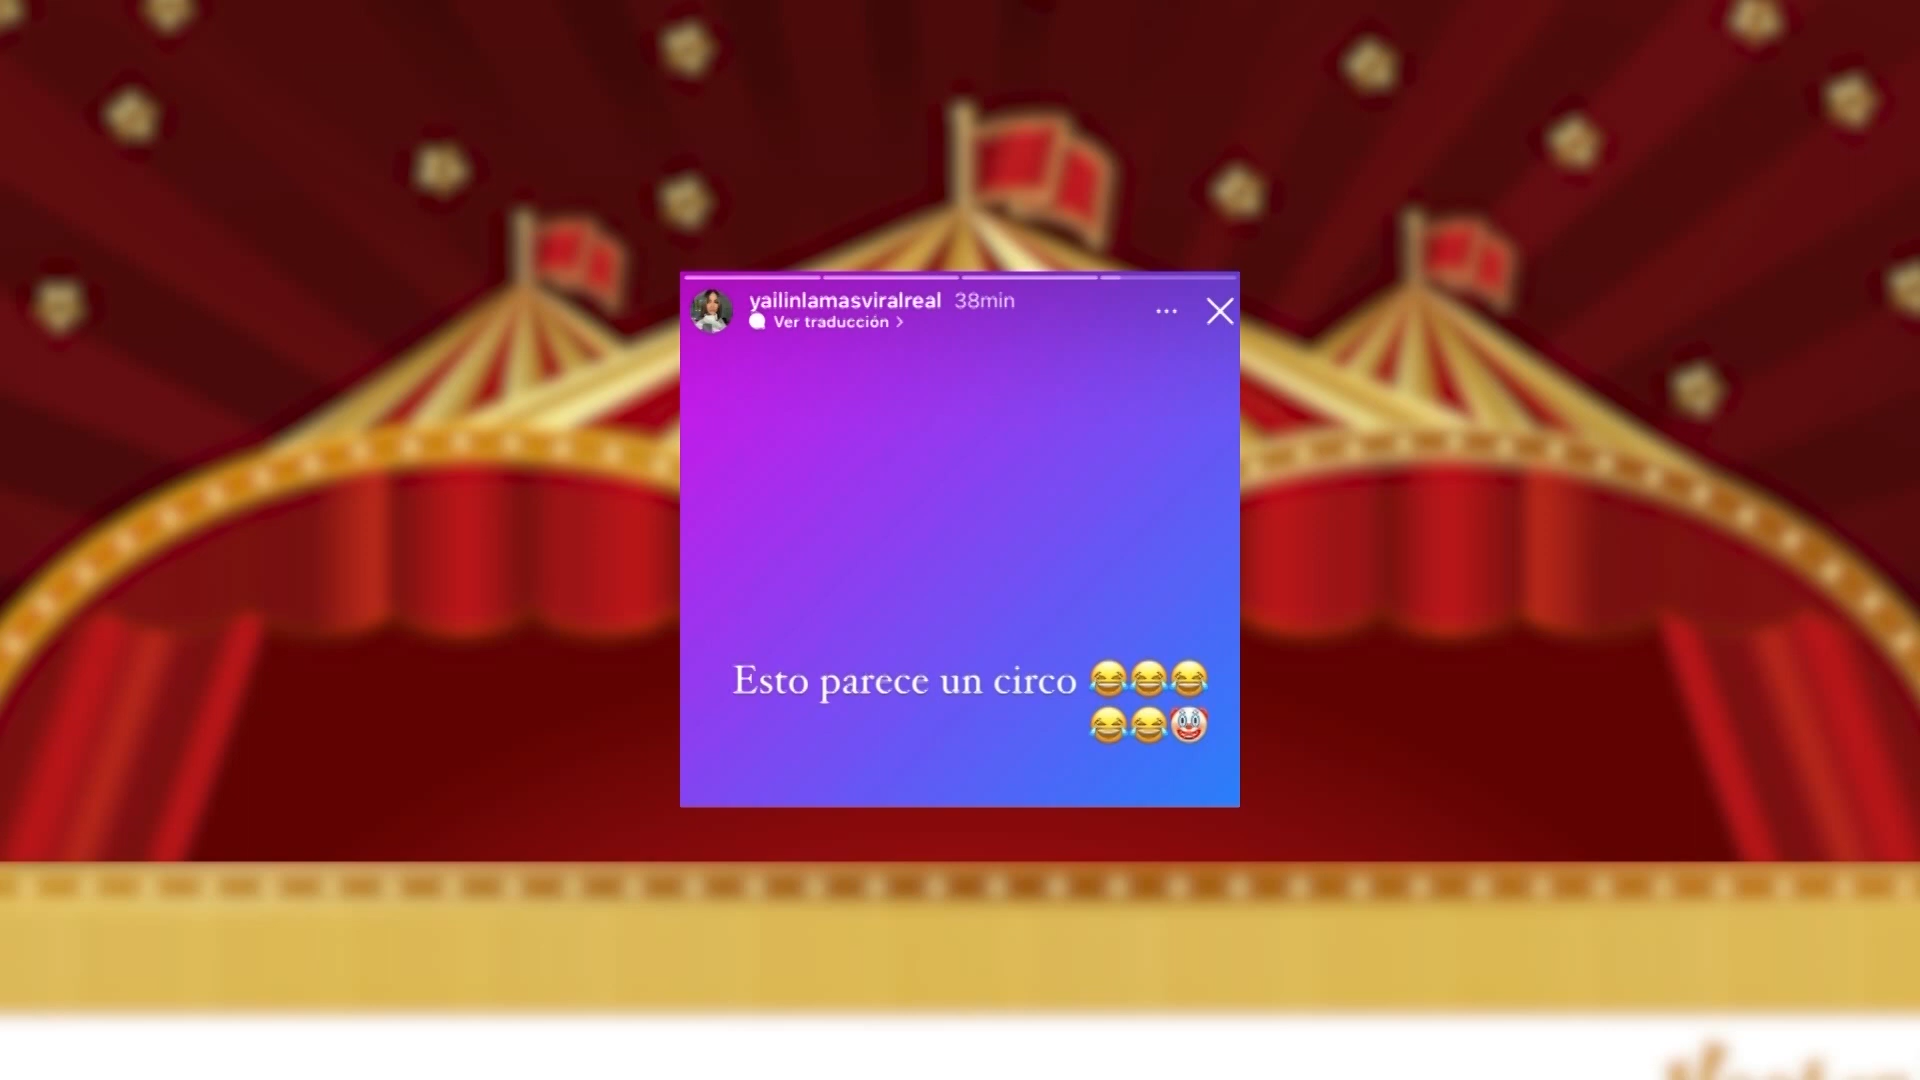 yailinlamasviralreal 38min
Ver traducción >
Esto parece un circo 😂😂😂
😂😂🤡